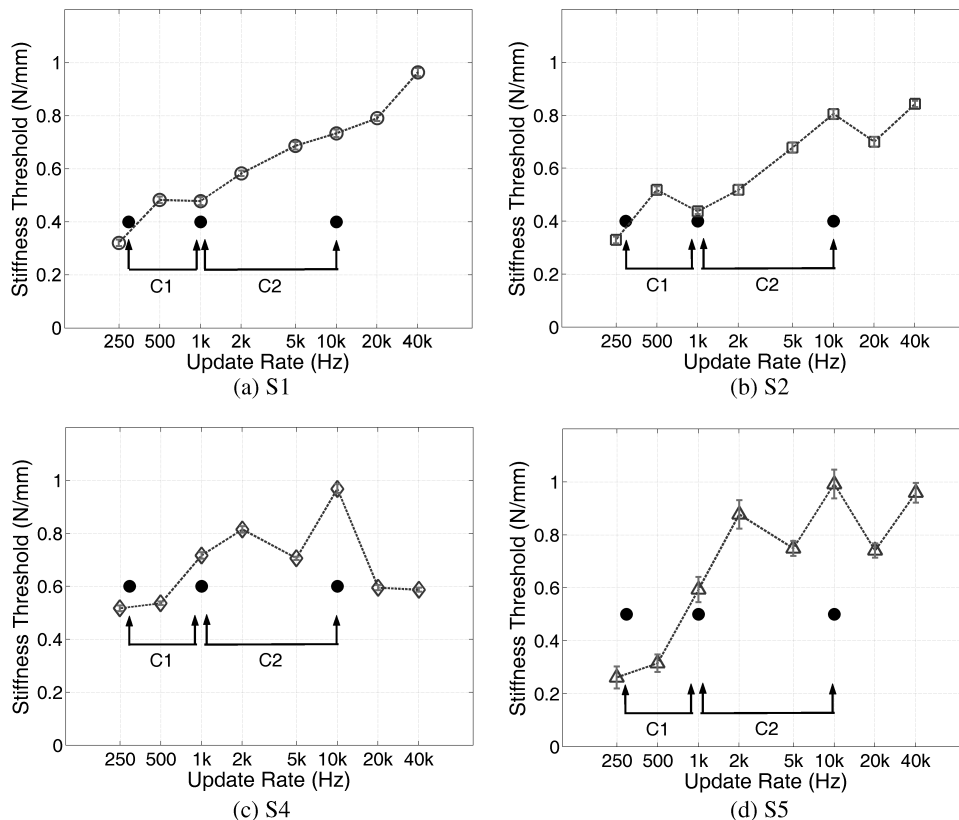 Stiffness Threshold (N/mm)
1
0.8
0.6
0.4
0.2
0
C1
C2
250 500 1k 2k 5k 10k 20k 40k
Update Rate (Hz)
(a) S1
Stiffness Threshold (N/mm)
1
0.8
0.6
0.4
0.2
0
C1
C2
250 500 1k 2k 5k 10k 20k 40k
Update Rate (Hz)
(b) S2
Stiffness Threshold (N/mm)
1
0.8
0.6
0.4
0.2
0
C1
C2
250 500 1k 2k 5k 10k 20k 40k
Update Rate (Hz)
(c) S4
Stiffness Threshold (N/mm)
1
0.8
0.6
0.4
0.2
0
C1
C2
250 500 1k 2k 5k 10k 20k 40k
Update Rate (Hz)
(d) S5